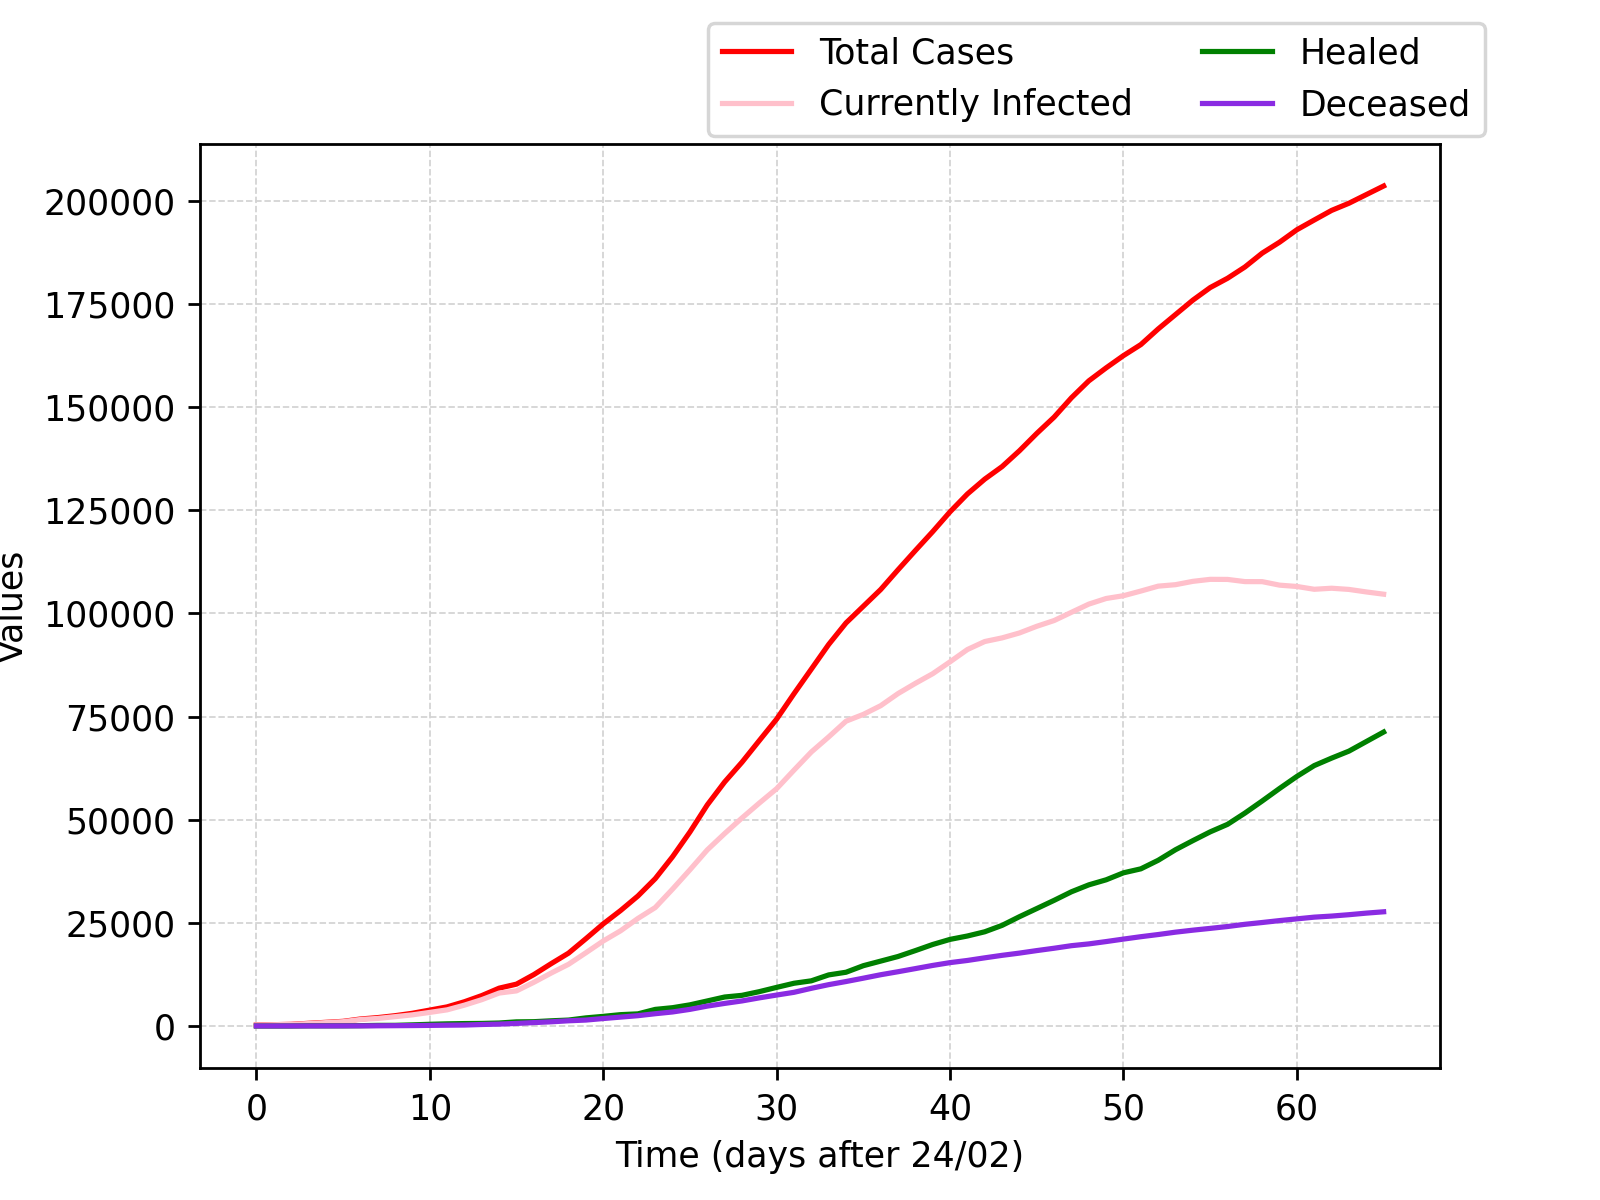 Total Cases
Currently Infected
Healed
Deceased
200000
175000
150000
125000
100000
75000
50000
25000
0
Values
0 10 20 30 40 50 60
Time (days after 24/02)